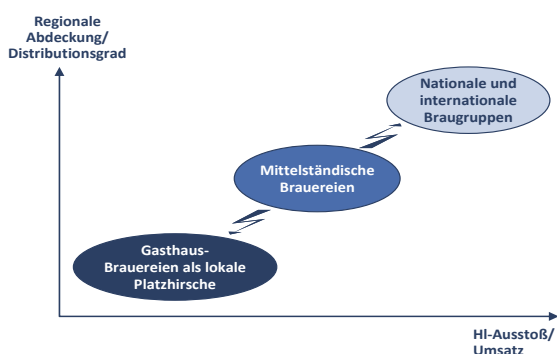 Regionale
Abdeckung/
Distributionsgrad
Nationale und
internationale
Braugruppen
Mittelständische
Brauereien
Gasthaus-
Brauereien als lokale
Platzhirsche
Hl-Ausstoß/
Umsatz